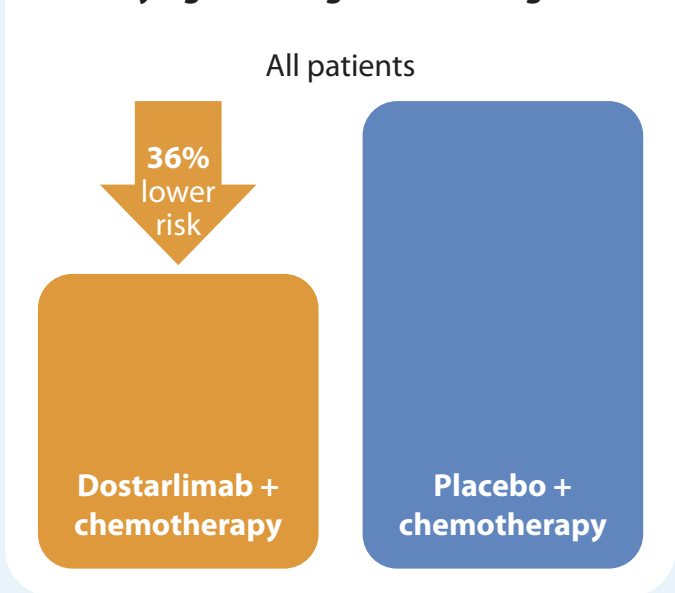 All patients
36%
lower
risk
Dostarlimab +
chemotherapy
Placebo +
chemotherapy